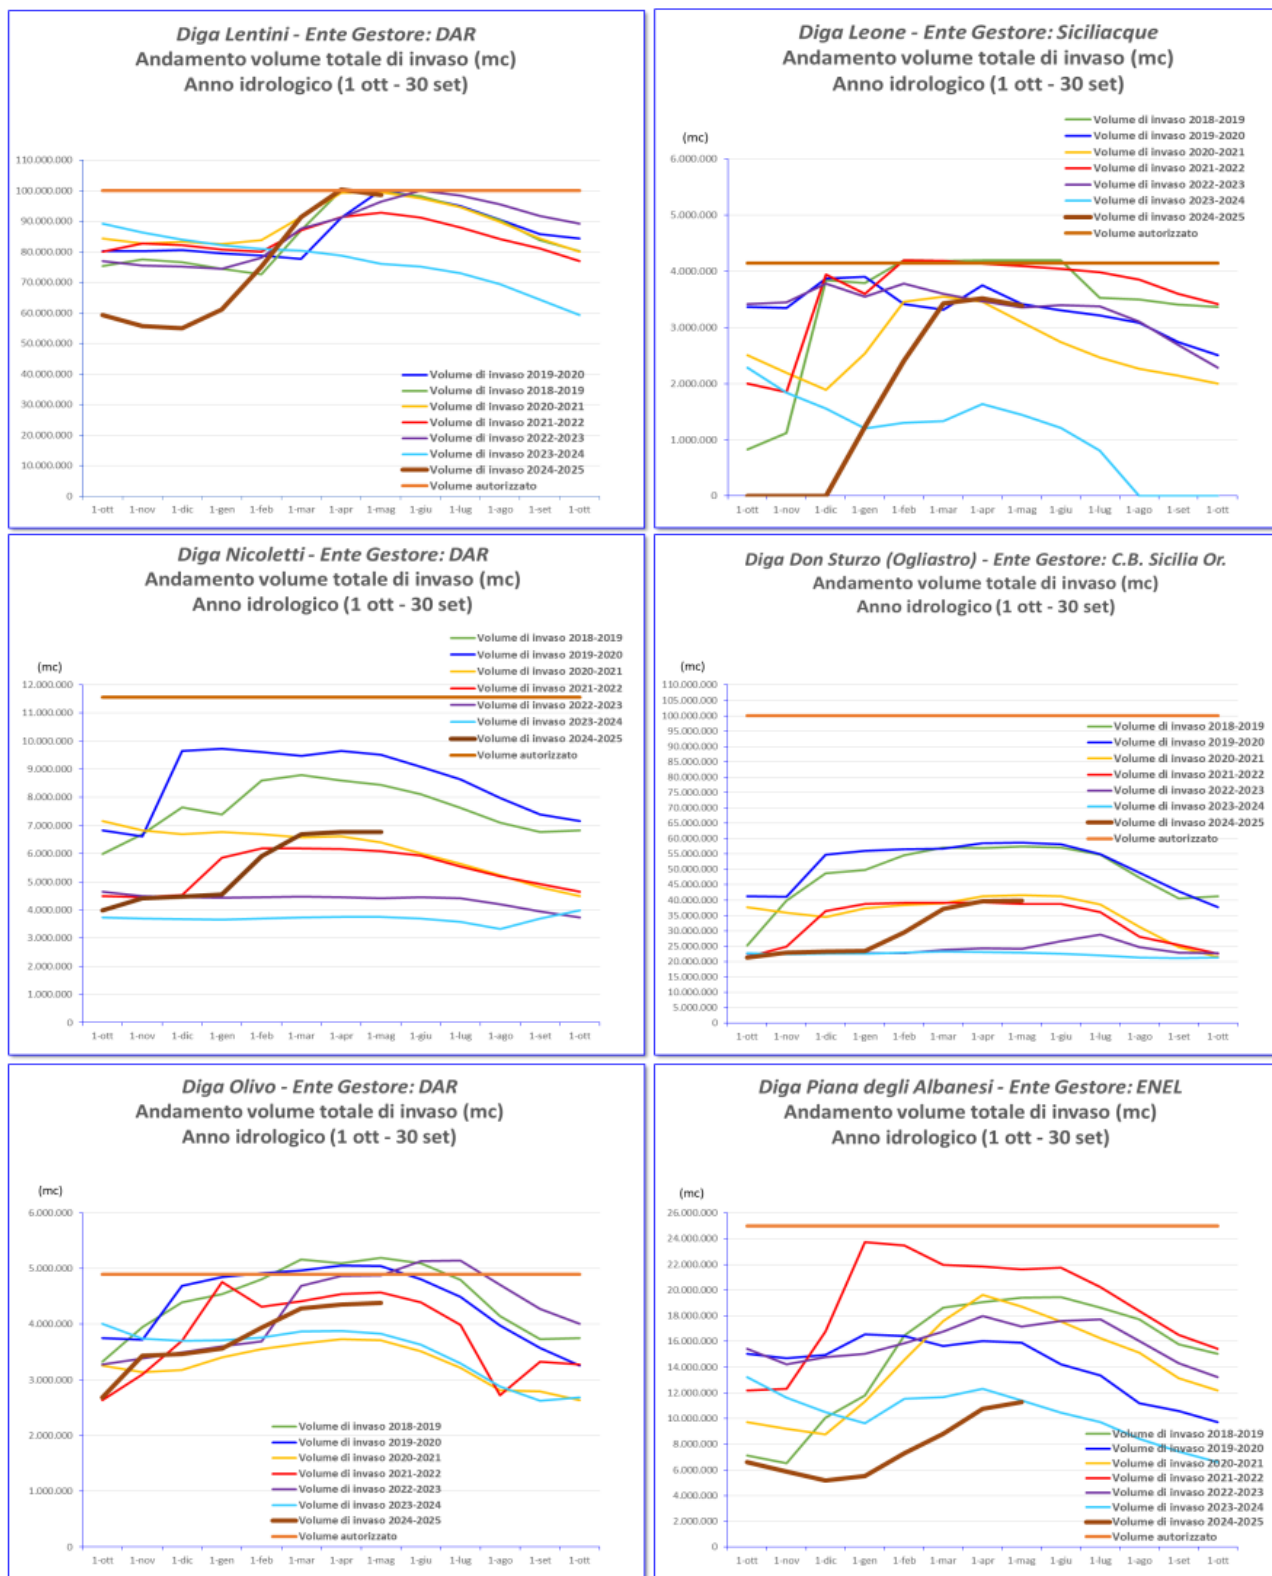 Diga Lentini - Ente Gestore: DAR
Andamento volume totale di invaso (mc)
Anno idrologico (1 ott - 30 set)
110.000.000
100.000.000
90.000.000
80.000.000
70.000.000
60.000.000
50.000.000
40.000.000
30.000.000
20.000.000
10.000.000
0
Volume di invaso 2019-2020
Volume di invaso 2018-2019
Volume di invaso 2020-2021
Volume di invaso 2021-2022
Volume di invaso 2022-2023
Volume di invaso 2023-2024
Volume di invaso 2024-2025
Volume autorizzato
1-ott 1-nov 1-dic 1-gen 1-feb 1-mar 1-apr 1-mag 1-giu 1-lug 1-ago 1-set 1-ott
Diga Leone - Ente Gestore: Siciliacque
Andamento volume totale di invaso (mc)
Anno idrologico (1 ott - 30 set)
(mc)
Volume di invaso 2018-2019
Volume di invaso 2019-2020
Volume di invaso 2020-2021
Volume di invaso 2021-2022
Volume di invaso 2022-2023
Volume di invaso 2023-2024
Volume di invaso 2024-2025
Volume autorizzato
6.000.000
5.000.000
4.000.000
3.000.000
2.000.000
1.000.000
0
1-ott 1-nov 1-dic 1-gen 1-feb 1-mar 1-apr 1-mag 1-giu 1-lug 1-ago 1-set 1-ott
Diga Nicoletti - Ente Gestore: DAR
Andamento volume totale di invaso (mc)
Anno idrologico (1 ott - 30 set)
(mc)
Volume di invaso 2018-2019
Volume di invaso 2019-2020
Volume di invaso 2020-2021
Volume di invaso 2021-2022
Volume di invaso 2022-2023
Volume di invaso 2023-2024
Volume di invaso 2024-2025
Volume autorizzato
12.000.000
11.000.000
10.000.000
9.000.000
8.000.000
7.000.000
6.000.000
5.000.000
4.000.000
3.000.000
2.000.000
1.000.000
0
1-ott 1-nov 1-dic 1-gen 1-feb 1-mar 1-apr 1-mag 1-giu 1-lug 1-ago 1-set 1-ott
Diga Don Sturzo (Ogliastro) - Ente Gestore: C.B. Sicilia Or.
Andamento volume totale di invaso (mc)
Anno idrologico (1 ott - 30 set)
(mc)
110.000.000
105.000.000
100.000.000
95.000.000
90.000.000
85.000.000
80.000.000
75.000.000
70.000.000
65.000.000
60.000.000
55.000.000
50.000.000
45.000.000
40.000.000
35.000.000
30.000.000
25.000.000
20.000.000
15.000.000
10.000.000
5.000.000
0
Volume di invaso 2018-2019
Volume di invaso 2019-2020
Volume di invaso 2020-2021
Volume di invaso 2021-2022
Volume di invaso 2022-2023
Volume di invaso 2023-2024
Volume di invaso 2024-2025
Volume autorizzato
1-ott 1-nov 1-dic 1-gen 1-feb 1-mar 1-apr 1-mag 1-giu 1-lug 1-ago 1-set 1-ott
Diga Olivo - Ente Gestore: DAR
Andamento volume totale di invaso (mc)
Anno idrologico (1 ott - 30 set)
(mc)
6.000.000
5.000.000
4.000.000
3.000.000
2.000.000
1.000.000
0
Volume di invaso 2018-2019
Volume di invaso 2019-2020
Volume di invaso 2020-2021
Volume di invaso 2021-2022
Volume di invaso 2022-2023
Volume di invaso 2023-2024
Volume di invaso 2024-2025
Volume autorizzato
1-ott 1-nov 1-dic 1-gen 1-feb 1-mar 1-apr 1-mag 1-giu 1-lug 1-ago 1-set 1-ott
Diga Piana degli Albanesi - Ente Gestore: ENEL
Andamento volume totale di invaso (mc)
Anno idrologico (1 ott - 30 set)
(mc)
26.000.000
24.000.000
22.000.000
20.000.000
18.000.000
16.000.000
14.000.000
12.000.000
10.000.000
8.000.000
6.000.000
4.000.000
2.000.000
0
Volume di invaso 2018-2019
Volume di invaso 2019-2020
Volume di invaso 2020-2021
Volume di invaso 2021-2022
Volume di invaso 2022-2023
Volume di invaso 2023-2024
Volume di invaso 2024-2025
Volume autorizzato
1-ott 1-nov 1-dic 1-gen 1-feb 1-mar 1-apr 1-mag 1-giu 1-lug 1-ago 1-set 1-ott